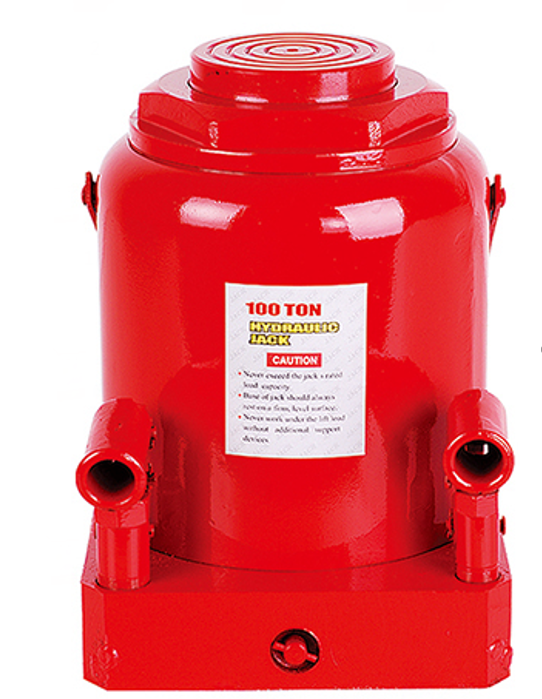 100 TON
HYDRAULIC
JACK
CAUTION
• Never exceed the jack s rated
load capacity.
• Base of jack should always
rest on a firm, level surface.
• Never work under the lift load
without additional support
devices.